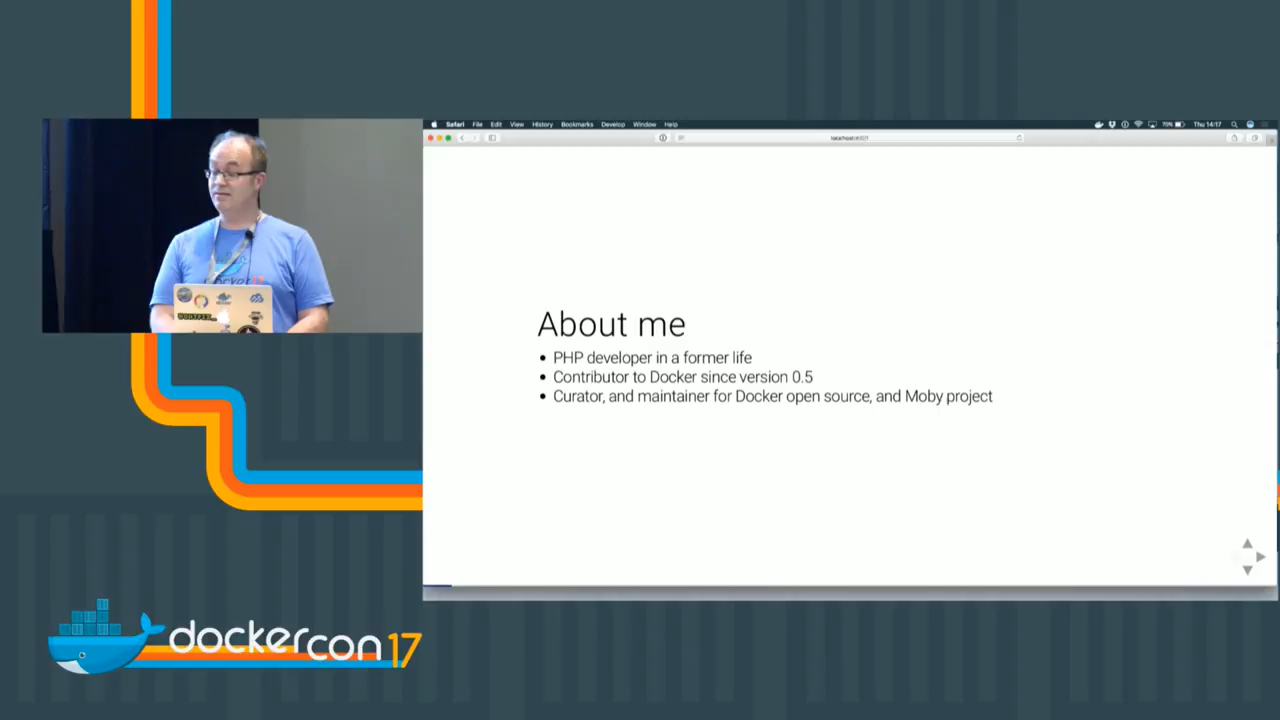 Safari File Edit View History Bookmarks Develop Window Help
70% Thu 14:17
About me
• PHP developer in a former life
• Contributor to Docker since version 0.5
• Curator, and maintainer for Docker open source, and Moby project
dockercon 17